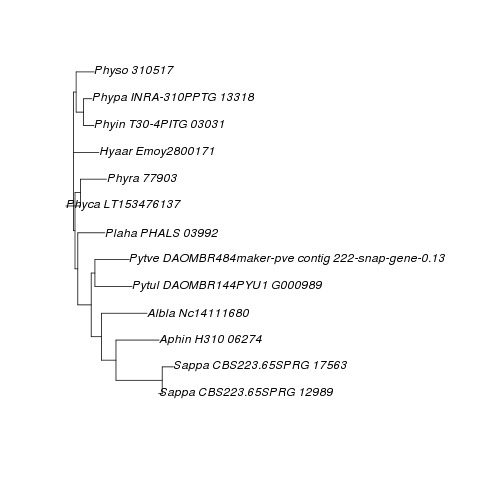 Physo 310517
Phypa INRA-310PPTG 13318
Phyin T30-4PITG 03031
Hyaar Emoy2800171
Phyra 77903
Phyca LT153476137
Plaha PHALS 03992
Pytve DAOMBR484maker-pve contig 222-snap-gene-0.13
Pytul DAOMBR144PYU1 G000989
Albla Nc14111680
Aphin H310 06274
Sappa CBS223.65SPRG 17563
Sappa CBS223.65SPRG 12989